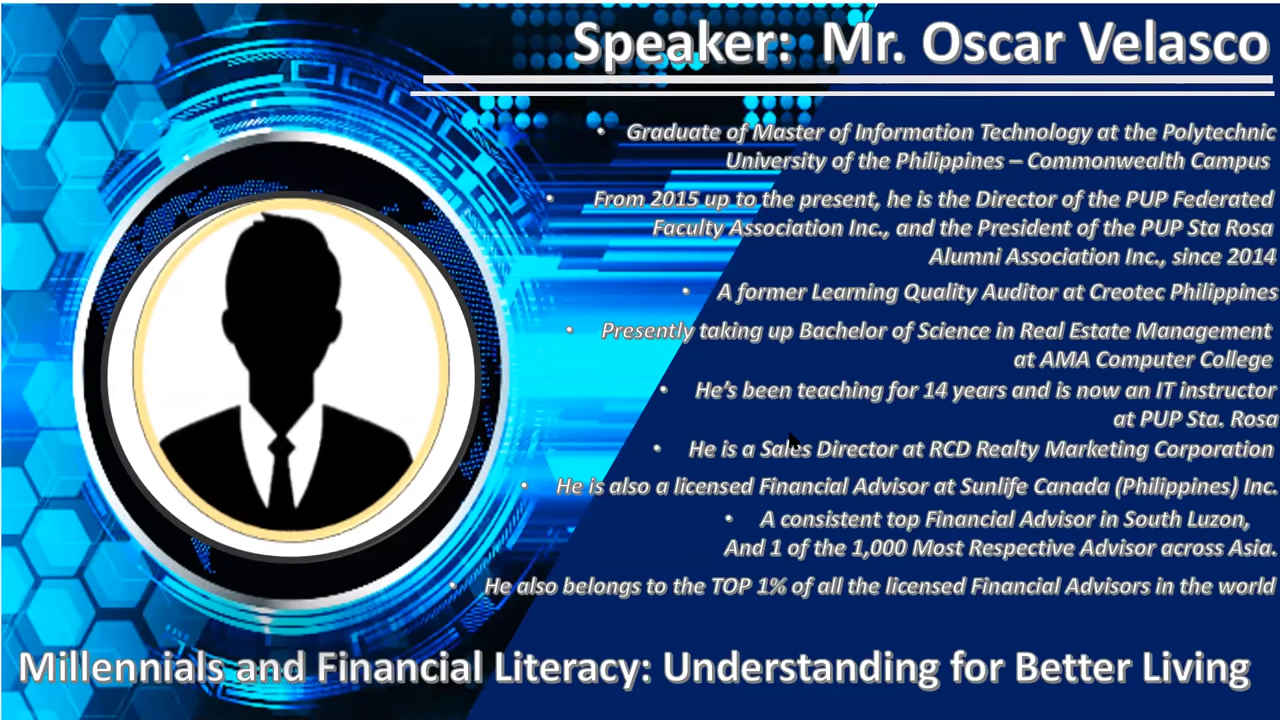 Speaker: Mr. Oscar Velasco
• Graduate of Master of Information Technology at the Polytechnic
University of the Philippines – Commonwealth Campus
• From 2015 up to the present, he is the Director of the PUP Federated
Faculty Association Inc., and the President of the PUP Sta Rosa
Alumni Association Inc., since 2014
• A former Learning Quality Auditor at Creotec Philippines
• Presently taking up Bachelor of Science in Real Estate Management
at AMA Computer College
• He's been teaching for 14 years and is now an IT instructor
at PUP Sta. Rosa
• He is a Sales Director at RCD Realty Marketing Corporation
• He is also a licensed Financial Advisor at Sunlife Canada (Philippines) Inc.
• A consistent top Financial Advisor in South Luzon,
And 1 of the 1,000 Most Respective Advisor across Asia.
• He also belongs to the TOP 1% of all the licensed Financial Advisors in the world
Millennials and Financial Literacy: Understanding for Better Living